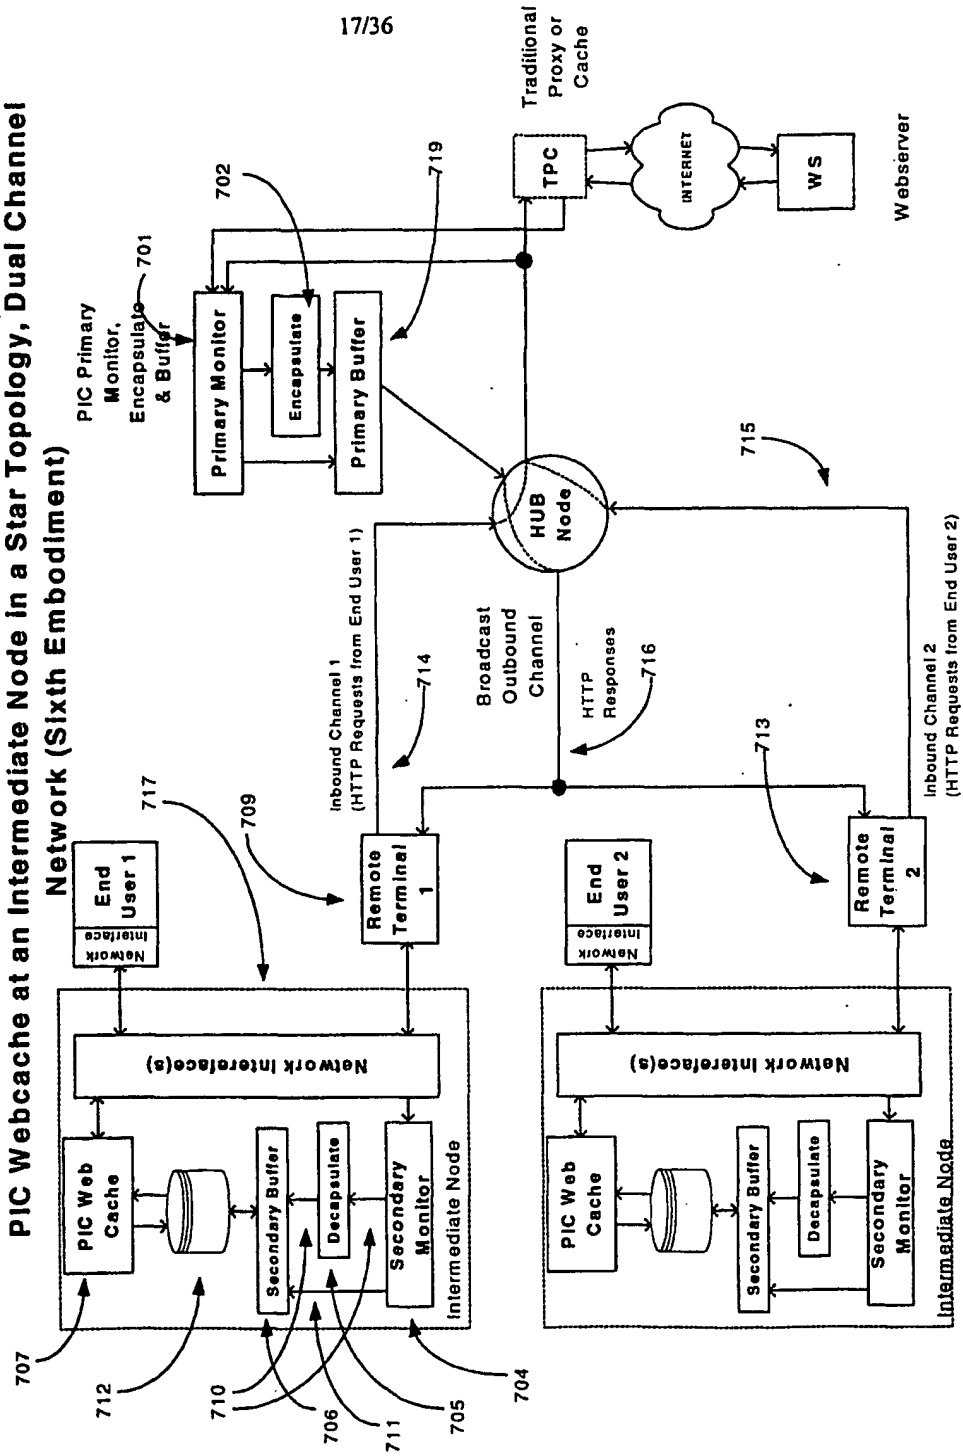 17/36
PIC Webcache at an Intermediate Node in a Star Topology, Dual Channel
Network (Sixth Embodiment)
PIC Primary
Monitor,
Encapsulate
& Buffer
701
Primary Monitor
702
Encapsulate
719
Primary Buffer
Traditional
Proxy or
Cache
TPC
INTERNET
WS
Webserver
HUB
Node
715
Inbound Channel 1
(HTTP Requests from End User 1)
714
Broadcast
Outbound
Channel
HTTP
Responses
716
Inbound Channel 2
(HTTP Requests from End User 2)
717
709
713
End
User 1
Network
Interface
Remote
Terminal
1
End
User 2
Network
Interface
Remote
Terminal
2
Network Intereface(s)
PIC Web
Cache
Secondary Buffer
Decapsulate
Secondary
Monitor
Intermediate Node
707
712
710
706
711
705
704
Network Intereface(s)
PIC Web
Cache
Secondary Buffer
Decapsulate
Secondary
Monitor
Intermediate Node